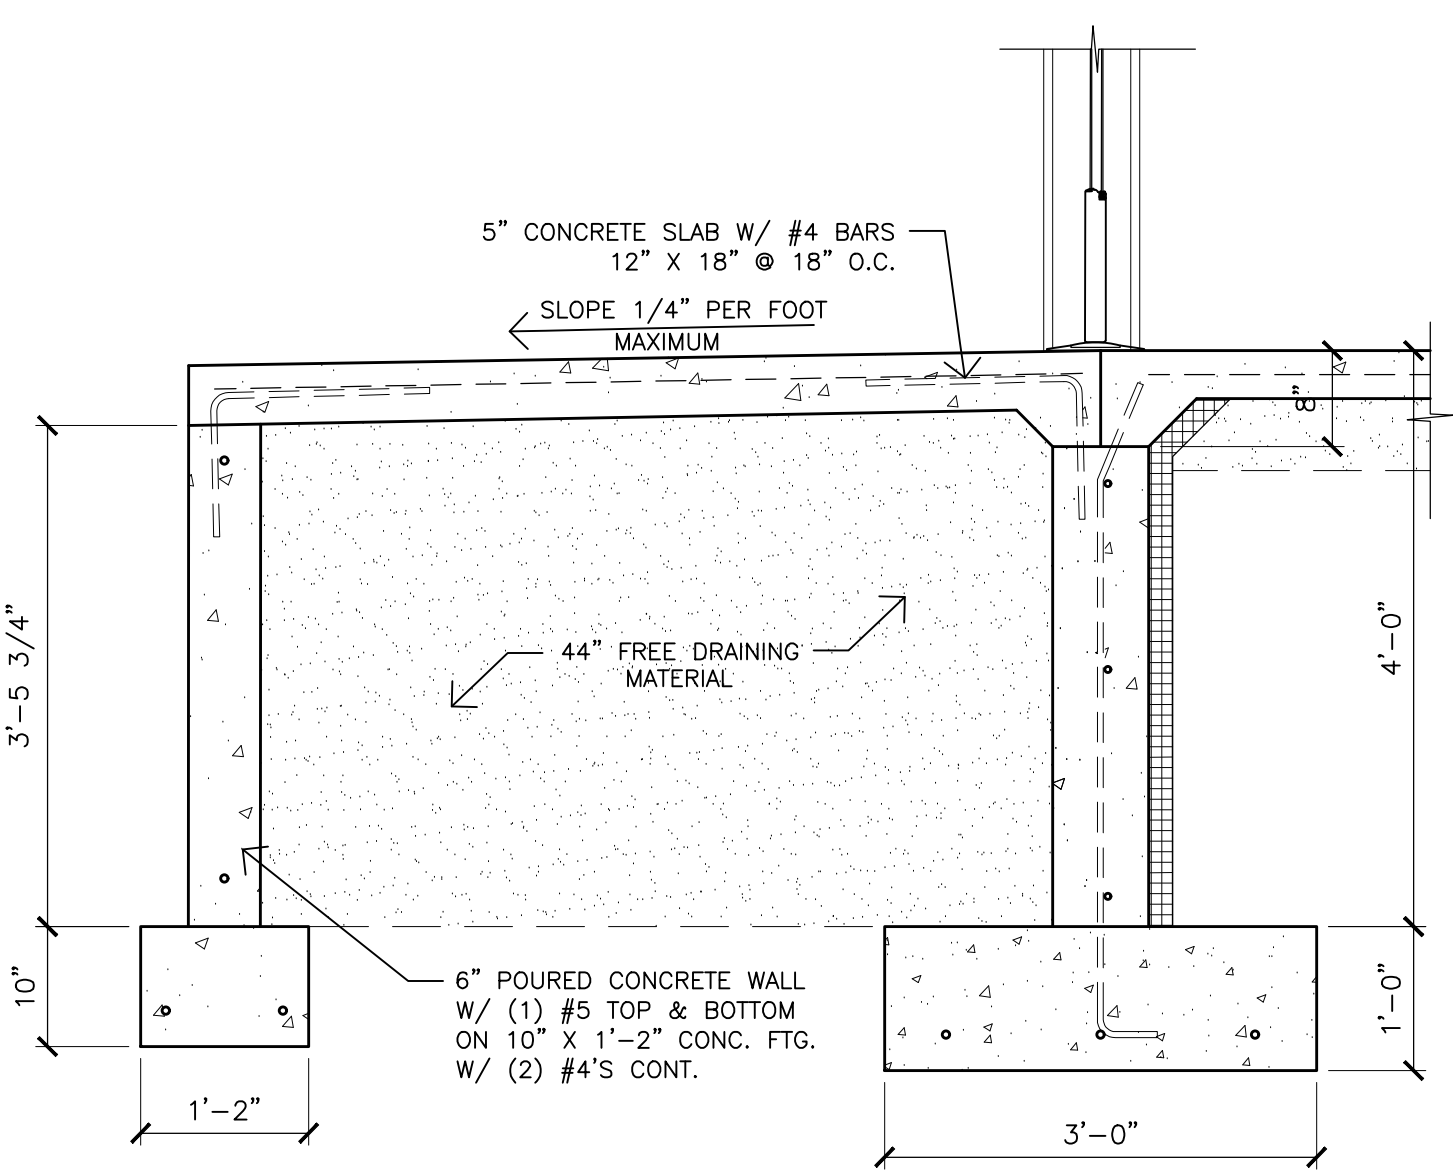 5” CONCRETE SLAB W/ #4 BARS
12” X 18” @ 18” O.C.
SLOPE 1/4” PER FOOT
MAXIMUM
8”
3’-5 3/4”
44” FREE DRAINING
MATERIAL
4’-0”
10”
6” POURED CONCRETE WALL
W/ (1) #5 TOP & BOTTOM
ON 10” X 1’-2” CONC. FTG.
W/ (2) #4’S CONT.
1’-0”
1’-2”
3’-0”